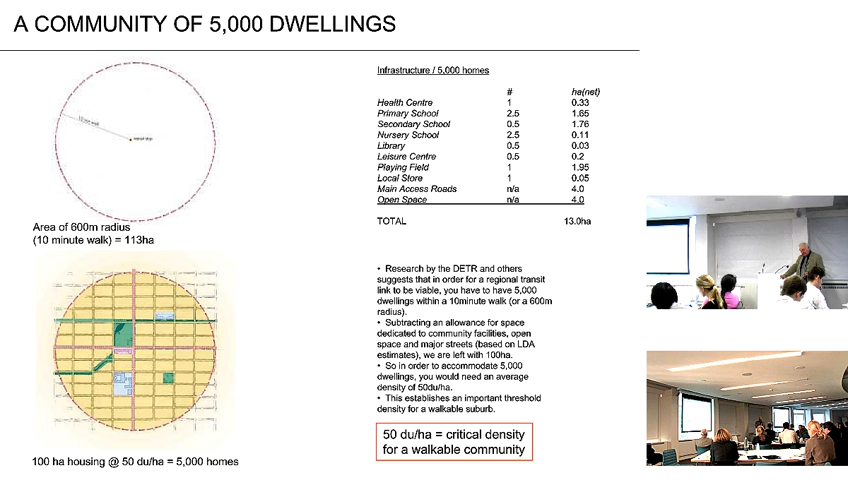 A COMMUNITY OF 5,000 DWELLINGS
10 min walk
transit stop
Area of 600m radius
(10 minute walk) = 113ha
100 ha housing @ 50 du/ha = 5,000 homes
Infrastructure / 5,000 homes
# ha(net)
Health Centre 1 0.33
Primary School 2.5 1.65
Secondary School 0.5 1.76
Nursery School 2.5 0.11
Library 0.5 0.03
Leisure Centre 0.5 0.2
Playing Field 1 1.95
Local Store 1 0.05
Main Access Roads n/a 4.0
Open Space n/a 4.0
TOTAL 13.0ha
• Research by the DETR and others
suggests that in order for a regional transit
link to be viable, you have to have 5,000
dwellings within a 10minute walk (or a 600m
radius).
• Subtracting an allowance for space
dedicated to community facilities, open
space and major streets (based on LDA
estimates), we are left with 100ha.
• So in order to accommodate 5,000
dwellings, you would need an average
density of 50du/ha.
• This establishes an important threshold
density for a walkable suburb.
50 du/ha = critical density
for a walkable community